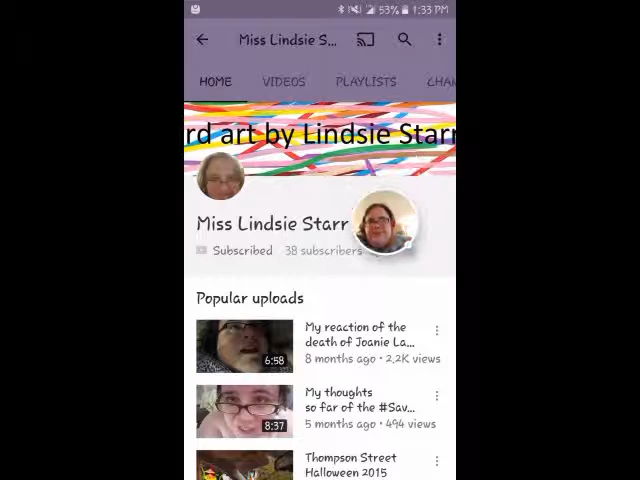 53% 1:33 PM
Miss Lindsie S...
HOME VIDEOS PLAYLISTS CHAN
rd art by Lindsie Starr
Miss Lindsie Starr
Subscribed 38 subscribers
Popular uploads
My reaction of the
death of Joanie La...
8 months ago • 2.2K views
6:58
My thoughts
so far of the #Sav...
5 months ago • 494 views
8:37
Thompson Street
Halloween 2015